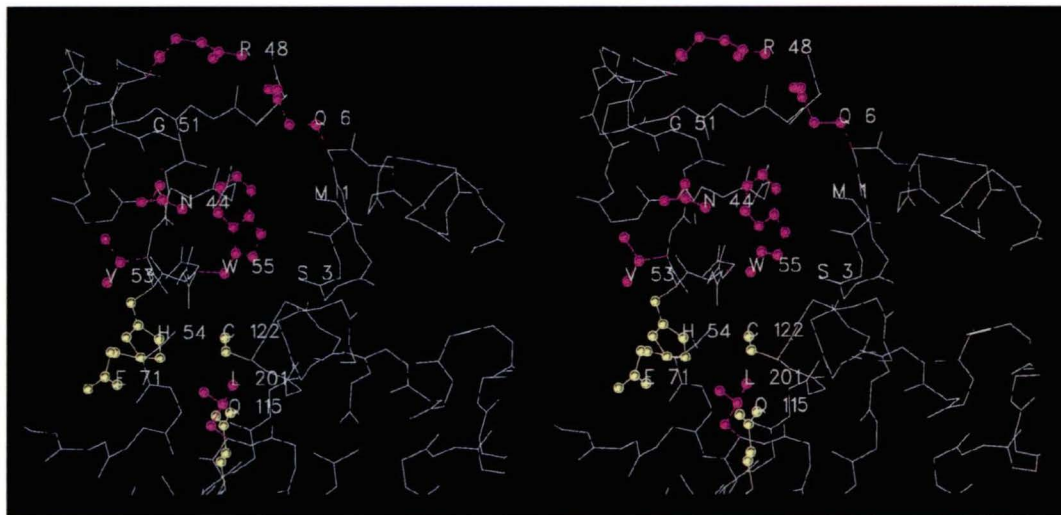 R 48 R 48
Q 6 Q 6
G 51 G 51
M 1 M 1
N 44 N 44
W 55 W 55
V 53 V 53
S 3 S 3
H 54 C 122 H 54 C 122
E 71 L 201 E 71 L 201
Q 115 Q 115